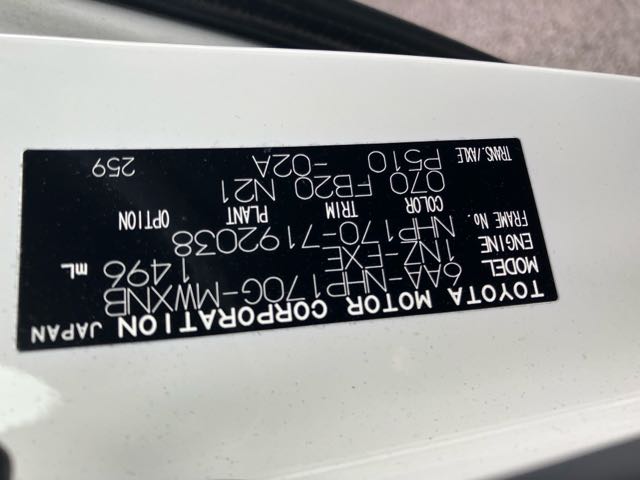 TOYOTA MOTOR CORPORATION JAPAN
MODEL 6AA-NHP170G-MWXNB
ENGINE 1NZ-EXE 1496 mL
FRAME No. NHP170-7192038
COLOR TRIM PLANT OPTION
070 FB20 N21
TRANS./AXLE P510 -02A 259